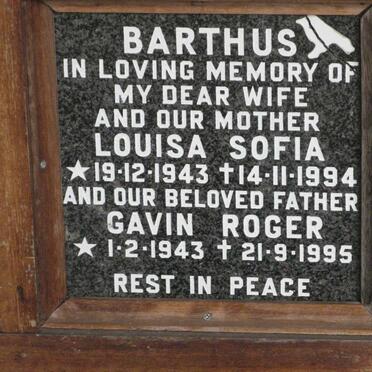 BARTHUS
IN LOVING MEMORY OF
MY DEAR WIFE
AND OUR MOTHER
LOUISA SOFIA
★ 19·12·1943 † 14·11·1994
AND OUR BELOVED FATHER
GAVIN ROGER
★ 1·2·1943 † 21·9·1995
REST IN PEACE